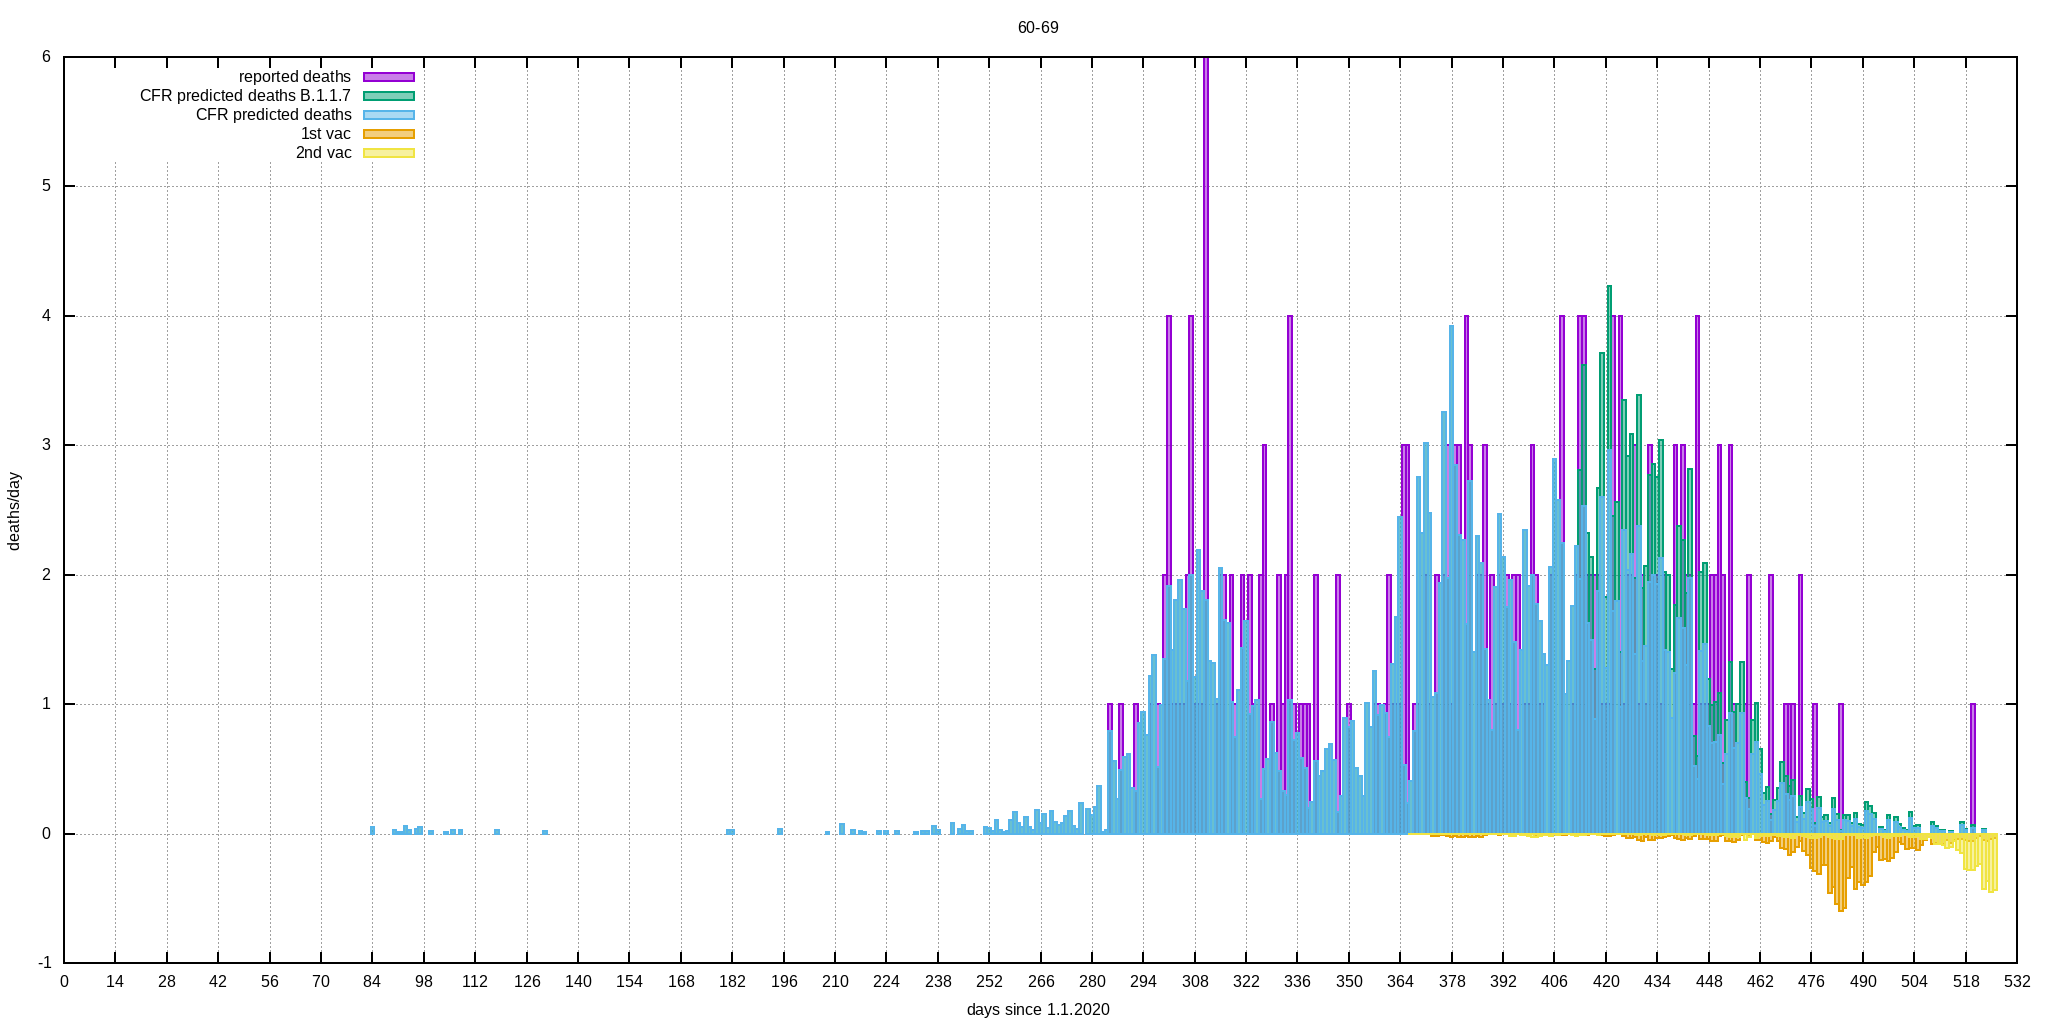 60-69
reported deaths
CFR predicted deaths B.1.1.7
CFR predicted deaths
1st vac
2nd vac
6
5
4
3
2
1
0
-1
deaths/day
0 14 28 42 56 70 84 98 112 126 140 154 168 182 196 210 224 238 252 266 280 294 308 322 336 350 364 378 392 406 420 434 448 462 476 490 504 518 532
days since 1.1.2020